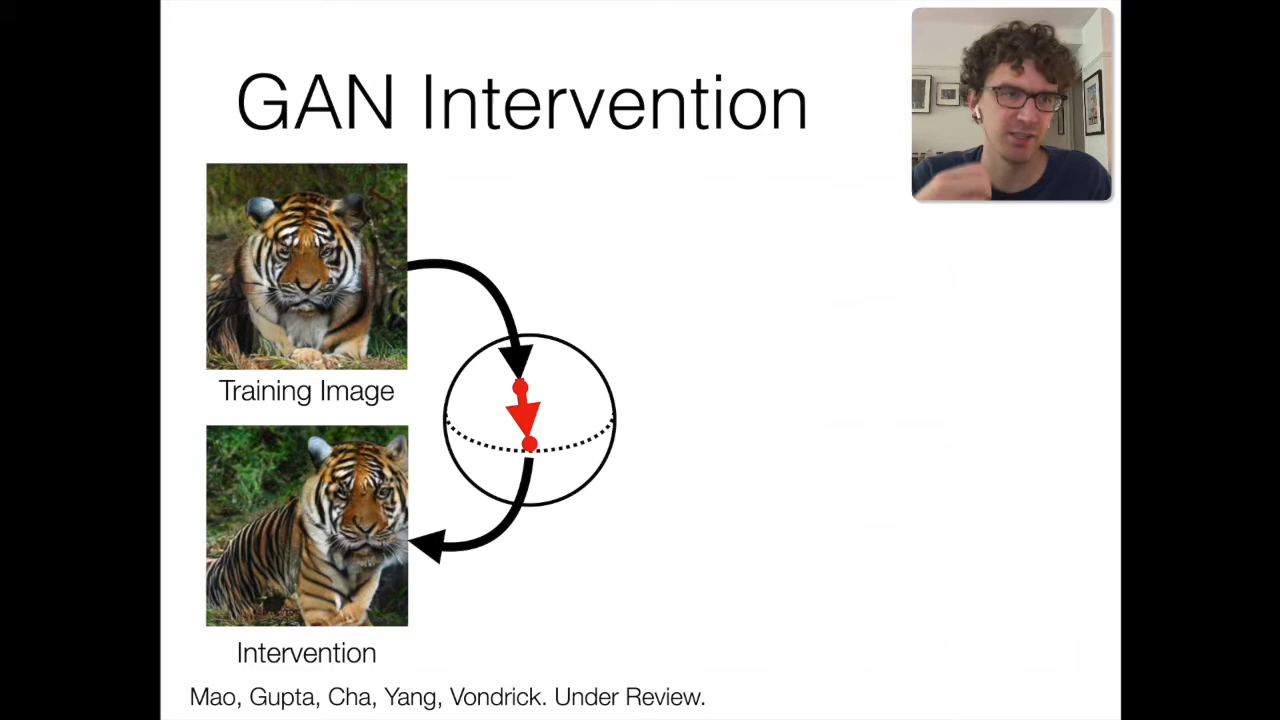 GAN Intervention
Training Image
Intervention
Mao, Gupta, Cha, Yang, Vondrick. Under Review.